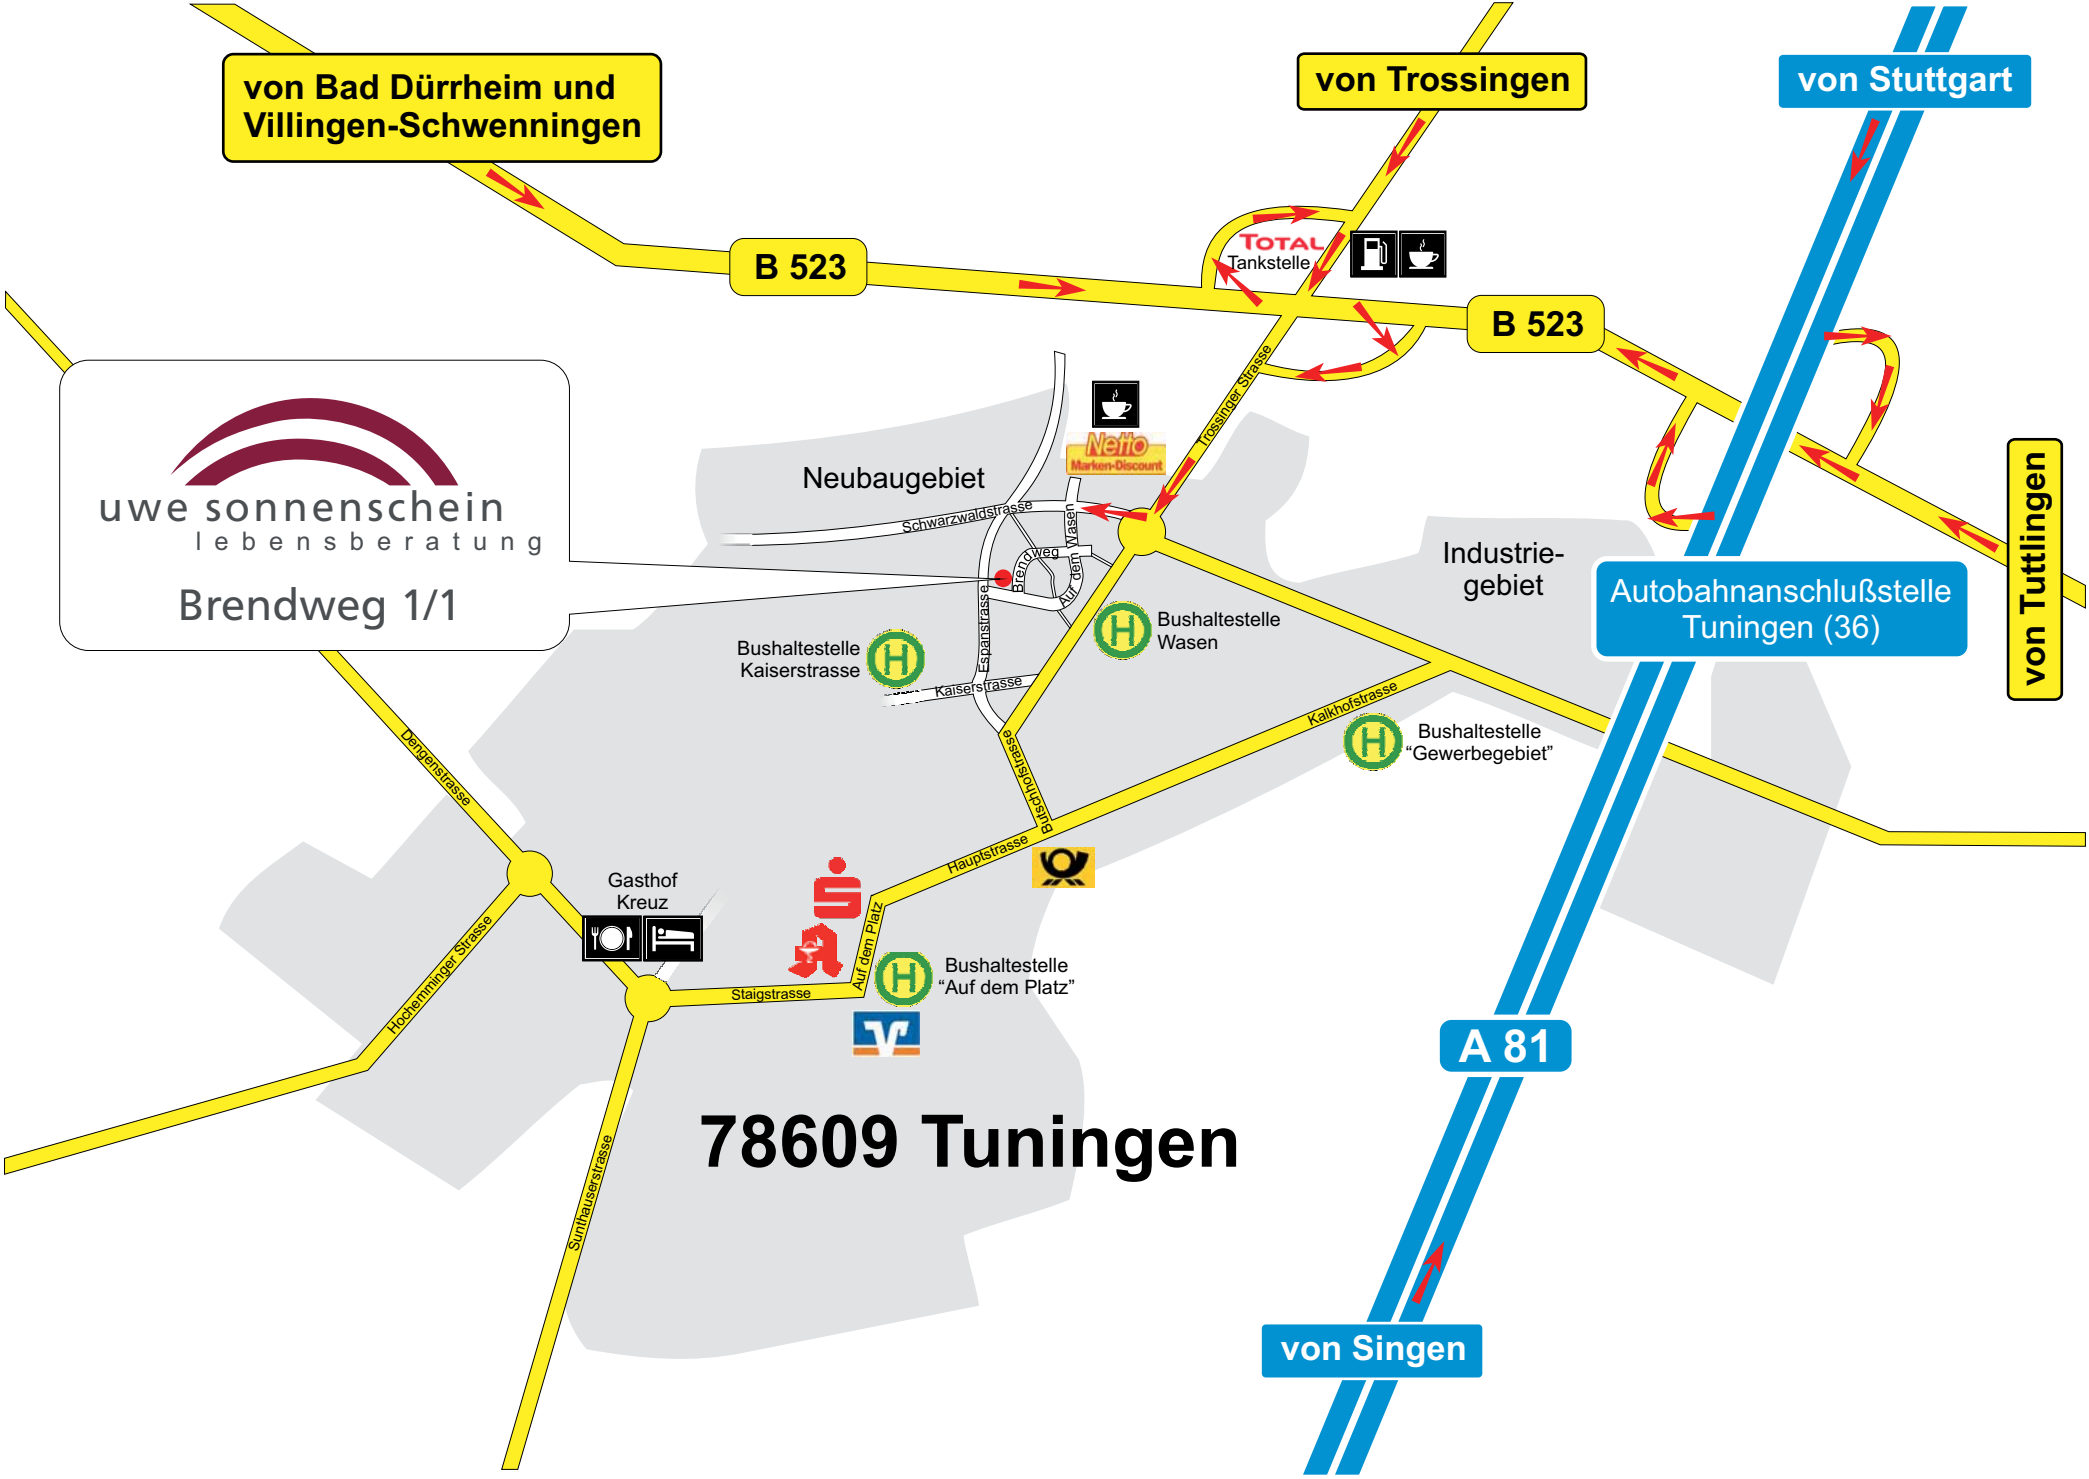 von Bad Dürrheim und
Villingen-Schwenningen
von Trossingen
von Stuttgart
TOTAL
Tankstelle
B 523
B 523
Trossinger Strasse
Netto
Marken-Discount
Neubaugebiet
Schwarzwaldstrasse
Auf dem Wasen
Brendweg
Espanstrasse
Industrie-
gebiet
von Tuttlingen
Autobahnanschlußstelle
Tuningen (36)
uwe sonnenschein
lebensberatung
Brendweg 1/1
H
Bushaltestelle
Wasen
Bushaltestelle
Kaiserstrasse
H
Kaiserstrasse
Kalkhofstrasse
H
Bushaltestelle
“Gewerbegebiet”
Butschhofstrasse
Dengenstrasse
Hauptstrasse
Gasthof
Kreuz
Auf dem Platz
H
Bushaltestelle
“Auf dem Platz”
Hochemminger Strasse
Staigstrasse
A 81
78609 Tuningen
Sunthauserstrasse
von Singen